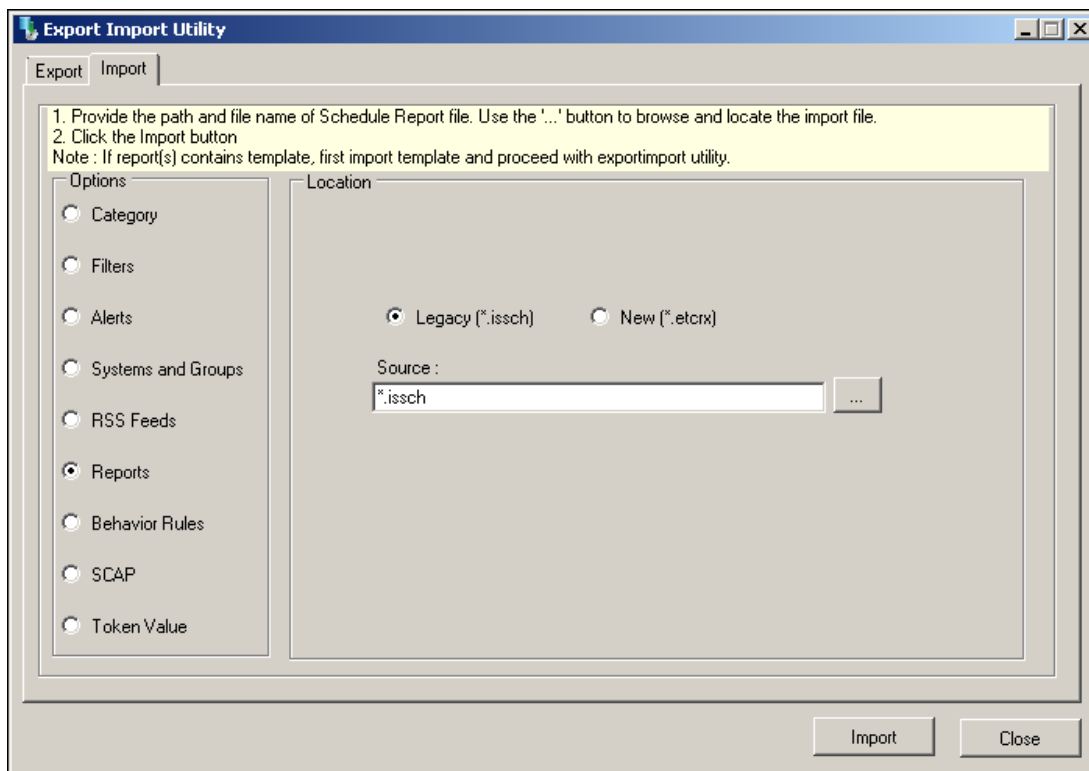 Export Import Utility
Export
Import
1. Provide the path and file name of Schedule Report file. Use the '...' button to browse and locate the import file.
2. Click the Import button
Note : If report(s) contains template, first import template and proceed with exportimport utility.
Options
Location
Category
Filters
Alerts
Legacy (*.issch)
New (*.etcrx)
Systems and Groups
Source :
*.issch
...
RSS Feeds
Reports
Behavior Rules
SCAP
Token Value
Import
Close